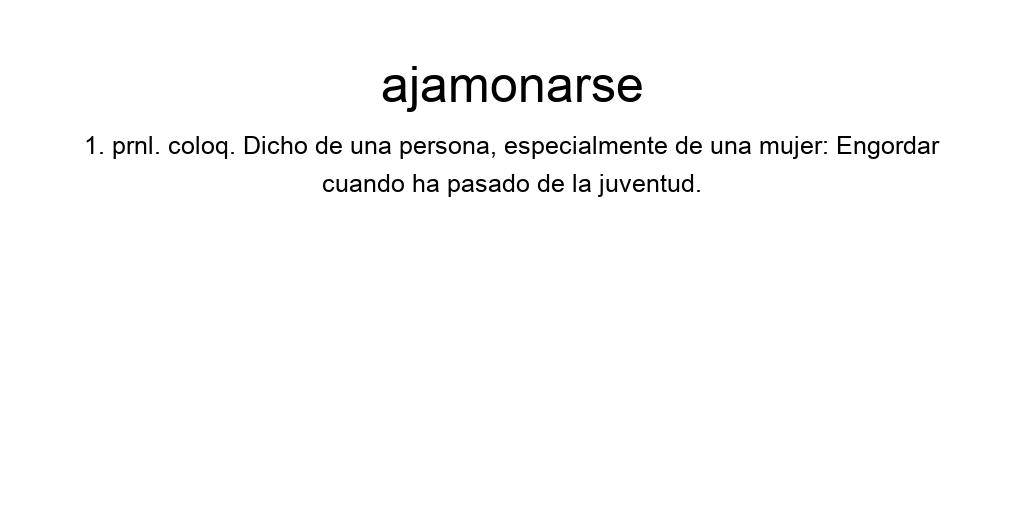 ajamonarse
1. prnl. coloq. Dicho de una persona, especialmente de una mujer: Engordar
cuando ha pasado de la juventud.